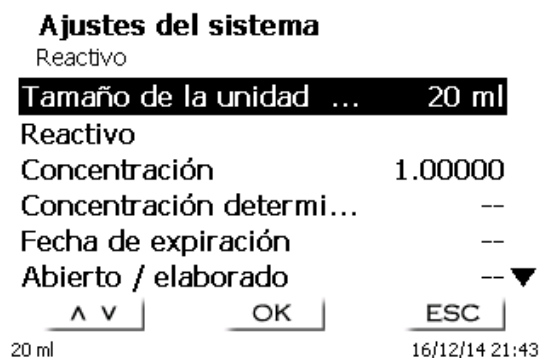 Ajustes del sistema
Reactivo
Tamaño de la unidad ... 20 ml
Reactivo
Concentración 1.00000
Concentración determi... --
Fecha de expiración --
Abierto / elaborado -- ▼
∧ ∨ OK ESC
20 ml 16/12/14 21:43